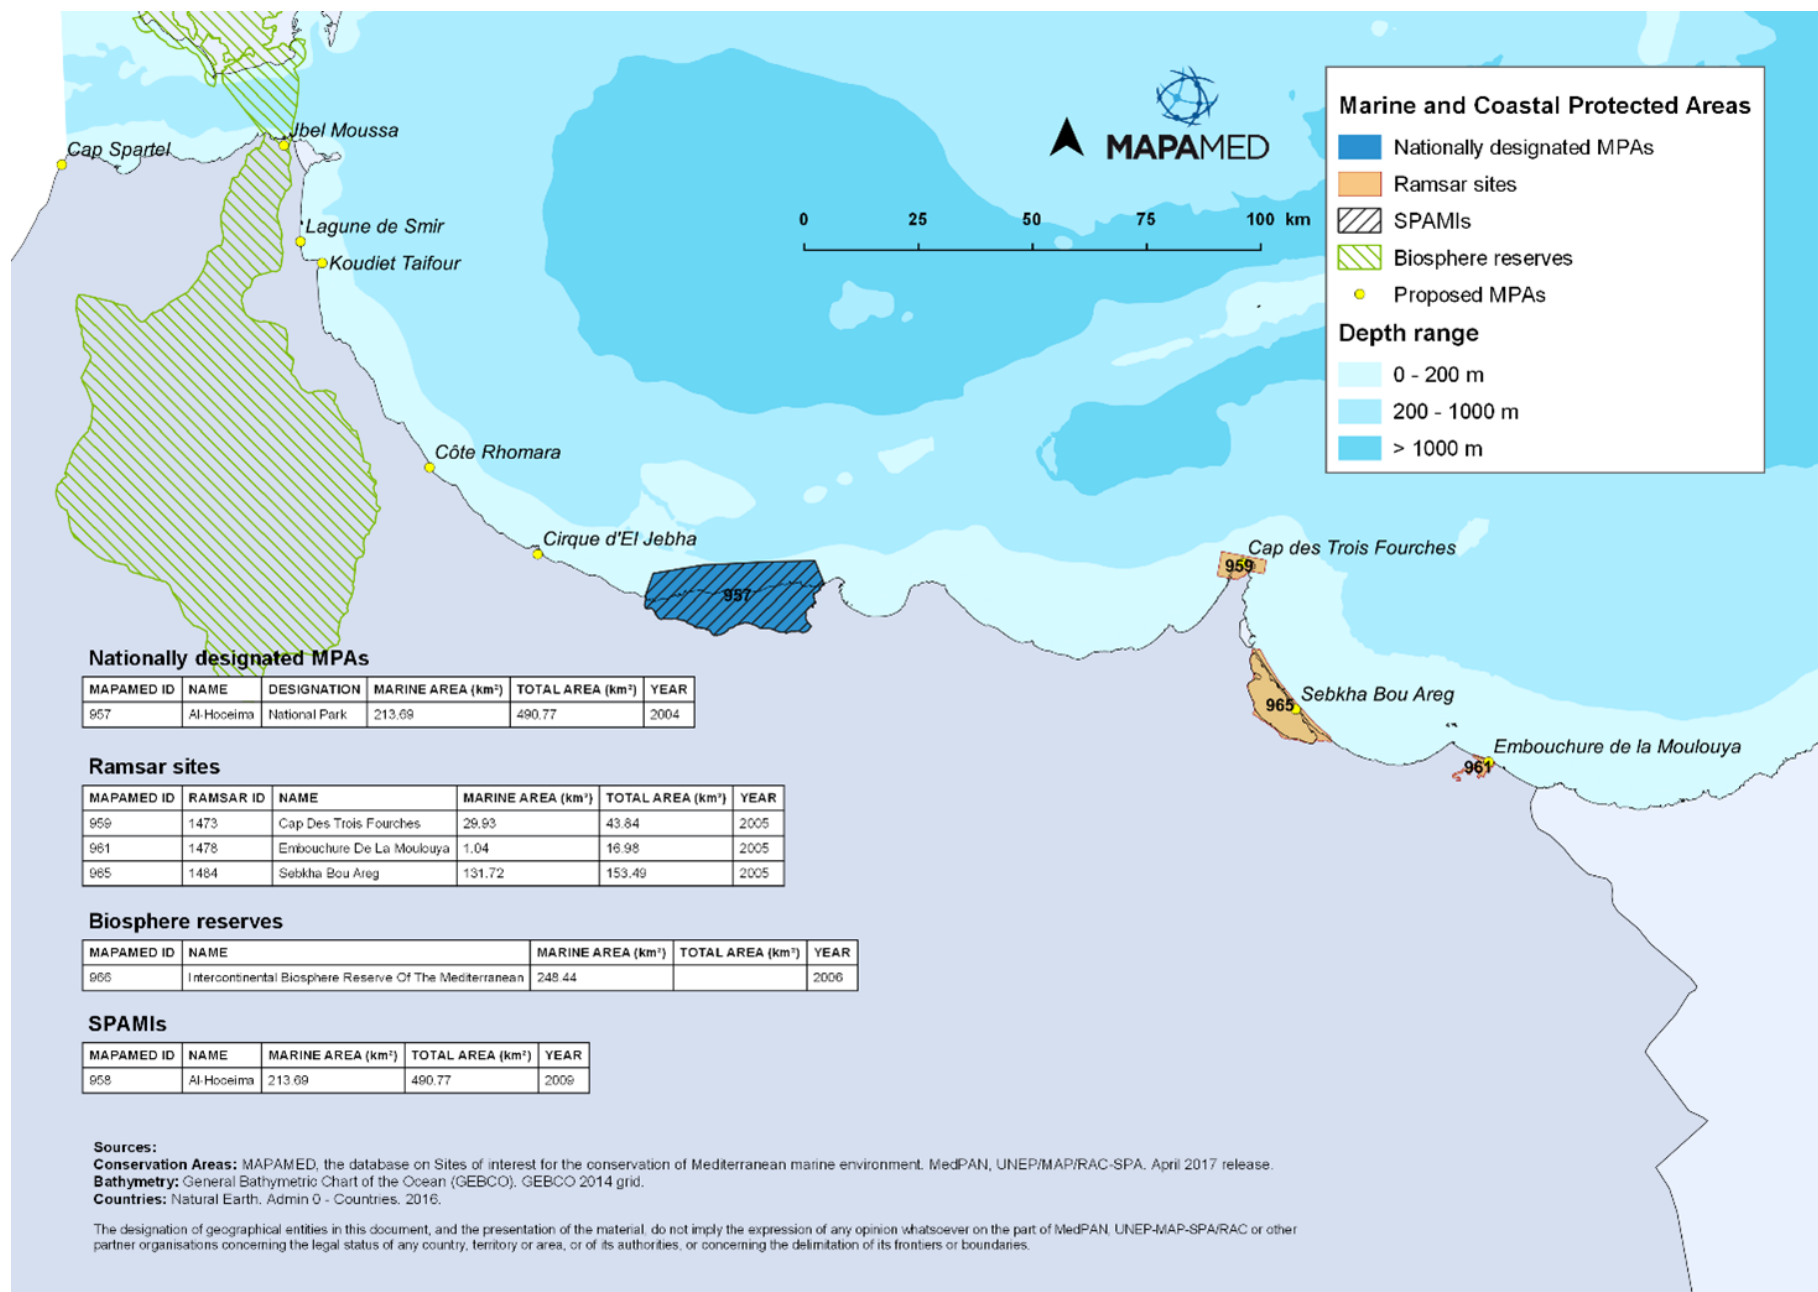 Jbel Moussa
Cap Spartel
Lagune de Smir
Koudiet Taifour
Côte Rhomara
Cirque d'El Jebha
957
MAPAMED
0 25 50 75 100 km
Marine and Coastal Protected Areas
Nationally designated MPAs
Ramsar sites
SPAMIs
Biosphere reserves
Proposed MPAs
Depth range
0 - 200 m
200 - 1000 m
> 1000 m
Cap des Trois Fourches
959
Sebkha Bou Areg
965
Embouchure de la Moulouya
961
Nationally designated MPAs
MAPAMED ID NAME DESIGNATION MARINE AREA (km²) TOTAL AREA (km²) YEAR
957 Al-Hoceima National Park 213.69 490.77 2004
Ramsar sites
MAPAMED ID RAMSAR ID NAME MARINE AREA (km²) TOTAL AREA (km²) YEAR
959 1473 Cap Des Trois Fourches 29.93 43.84 2005
961 1478 Embouchure De La Moulouya 1.04 16.98 2005
965 1484 Sebkha Bou Areg 131.72 153.49 2005
Biosphere reserves
MAPAMED ID NAME MARINE AREA (km²) TOTAL AREA (km²) YEAR
966 Intercontinental Biosphere Reserve Of The Mediterranean 248.44 2006
SPAMIs
MAPAMED ID NAME MARINE AREA (km²) TOTAL AREA (km²) YEAR
958 Al-Hoceima 213.69 490.77 2009
Sources:
Conservation Areas: MAPAMED, the database on Sites of interest for the conservation of Mediterranean marine environment. MedPAN, UNEP/MAP/RAC-SPA. April 2017 release.
Bathymetry: General Bathymetric Chart of the Ocean (GEBCO). GEBCO 2014 grid.
Countries: Natural Earth. Admin 0 - Countries. 2016.
The designation of geographical entities in this document, and the presentation of the material, do not imply the expression of any opinion whatsoever on the part of MedPAN, UNEP-MAP-SPA/RAC or other
partner organisations concerning the legal status of any country, territory or area, or of its authorities, or concerning the delimitation of its frontiers or boundaries.